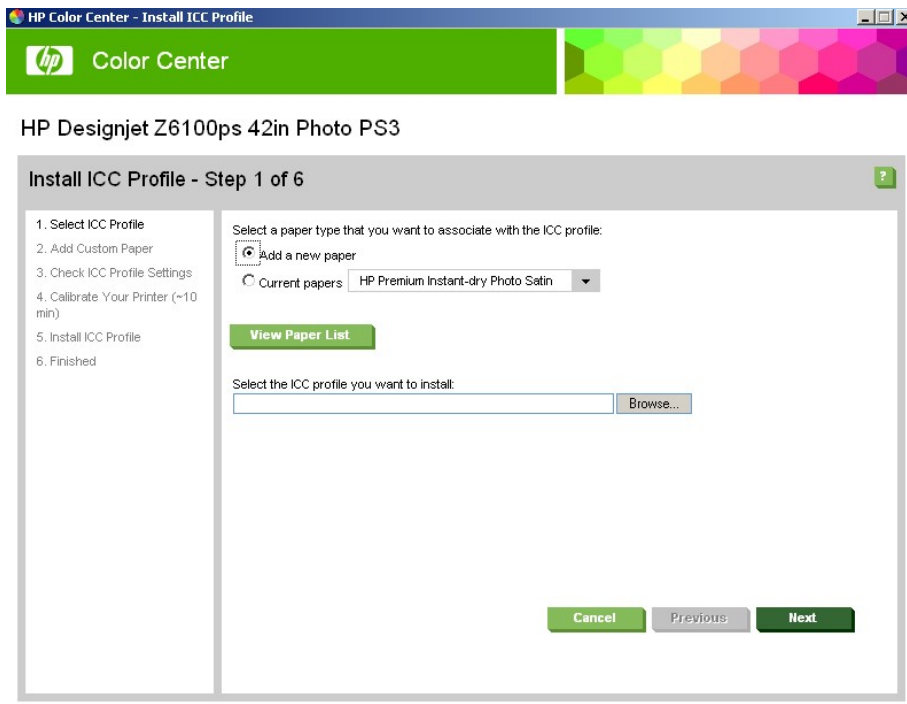 HP Color Center - Install ICC Profile
hp Color Center
HP Designjet Z6100ps 42in Photo PS3
Install ICC Profile - Step 1 of 6
?
1. Select ICC Profile
2. Add Custom Paper
3. Check ICC Profile Settings
4. Calibrate Your Printer (~10
min)
5. Install ICC Profile
6. Finished
Select a paper type that you want to associate with the ICC profile:
Add a new paper
Current papers HP Premium Instant-dry Photo Satin
View Paper List
Select the ICC profile you want to install:
Browse...
Cancel Previous Next